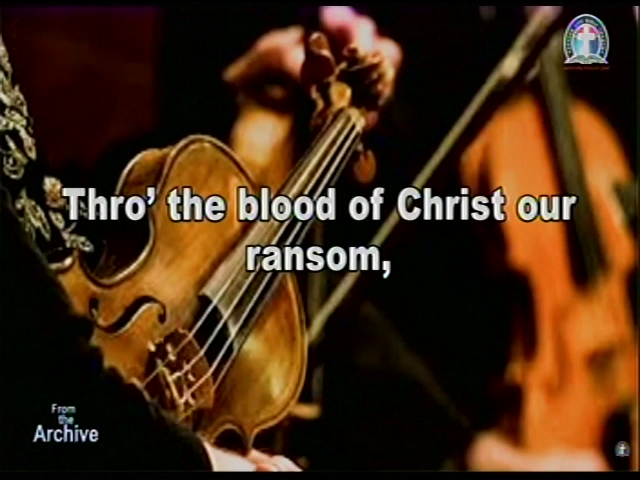 Thro’ the blood of Christ our
ransom,
From
the
Archive